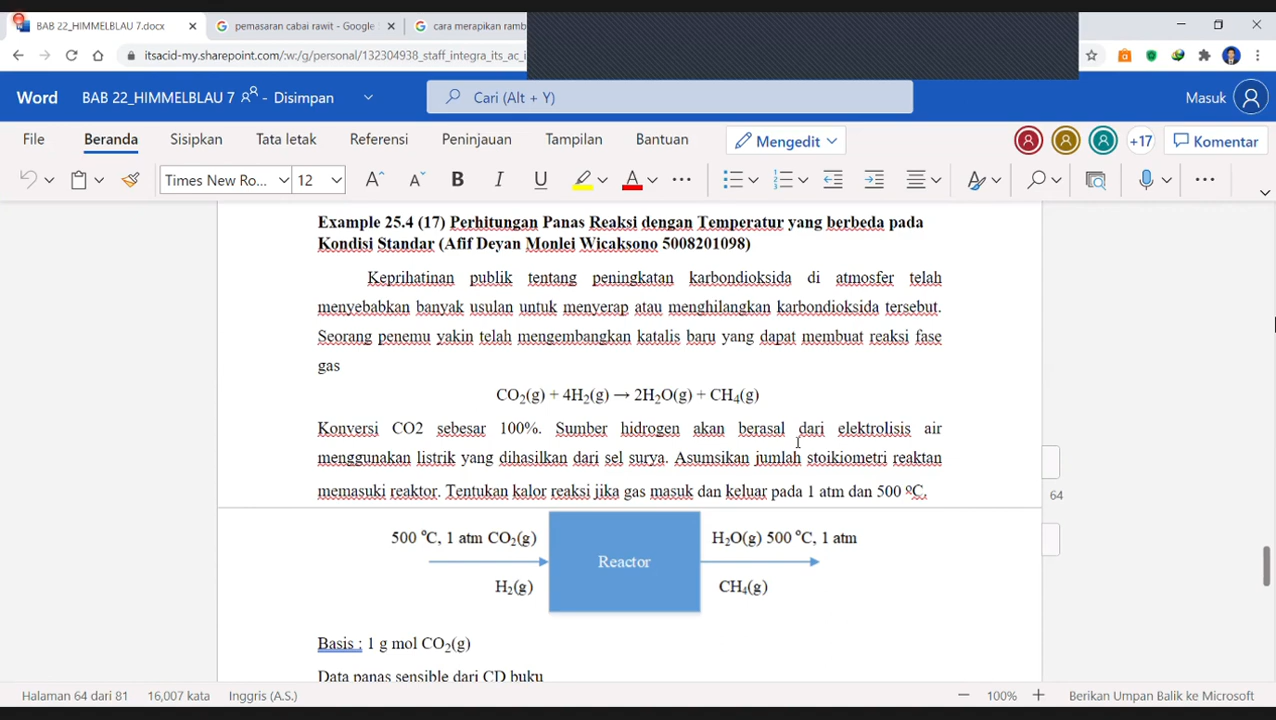 BAB 22_HIMMELBLAU 7.docx
pemasaran cabai rawit - Google
cara merapikan ramb
itsacid-my.sharepoint.com/:w:/g/personal/132304938_staff_integra_its_ac_i
Word
BAB 22_HIMMELBLAU 7 - Disimpan
Cari (Alt + Y)
Masuk
File
Beranda
Sisipkan
Tata letak
Referensi
Peninjauan
Tampilan
Bantuan
Mengedit
+17
Komentar
Times New Ro...
12
Example 25.4 (17) Perhitungan Panas Reaksi dengan Temperatur yang berbeda pada
Kondisi Standar (Afif Deyan Monlei Wicaksono 5008201098)
Keprihatinan publik tentang peningkatan karbondioksida di atmosfer telah
menyebabkan banyak usulan untuk menyerap atau menghilangkan karbondioksida tersebut.
Seorang penemu yakin telah mengembangkan katalis baru yang dapat membuat reaksi fase
gas
CO₂(g) + 4H₂(g) → 2H₂O(g) + CH₄(g)
Konversi CO2 sebesar 100%. Sumber hidrogen akan berasal dari elektrolisis air
menggunakan listrik yang dihasilkan dari sel surya. Asumsikan jumlah stoikiometri reaktan
memasuki reaktor. Tentukan kalor reaksi jika gas masuk dan keluar pada 1 atm dan 500 ºC.
64
500 ºC, 1 atm CO₂(g)
H₂(g)
Reactor
H₂O(g) 500 ºC, 1 atm
CH₄(g)
Basis : 1 g mol CO₂(g)
Data panas sensible dari CD buku
Halaman 64 dari 81
16,007 kata
Inggris (A.S.)
100%
Berikan Umpan Balik ke Microsoft